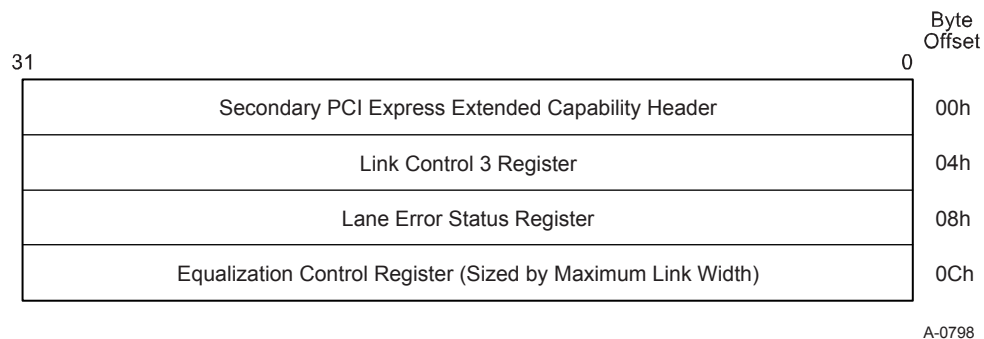 Byte
Offset
31 0
Secondary PCI Express Extended Capability Header 00h
Link Control 3 Register 04h
Lane Error Status Register 08h
Equalization Control Register (Sized by Maximum Link Width) 0Ch
A-0798